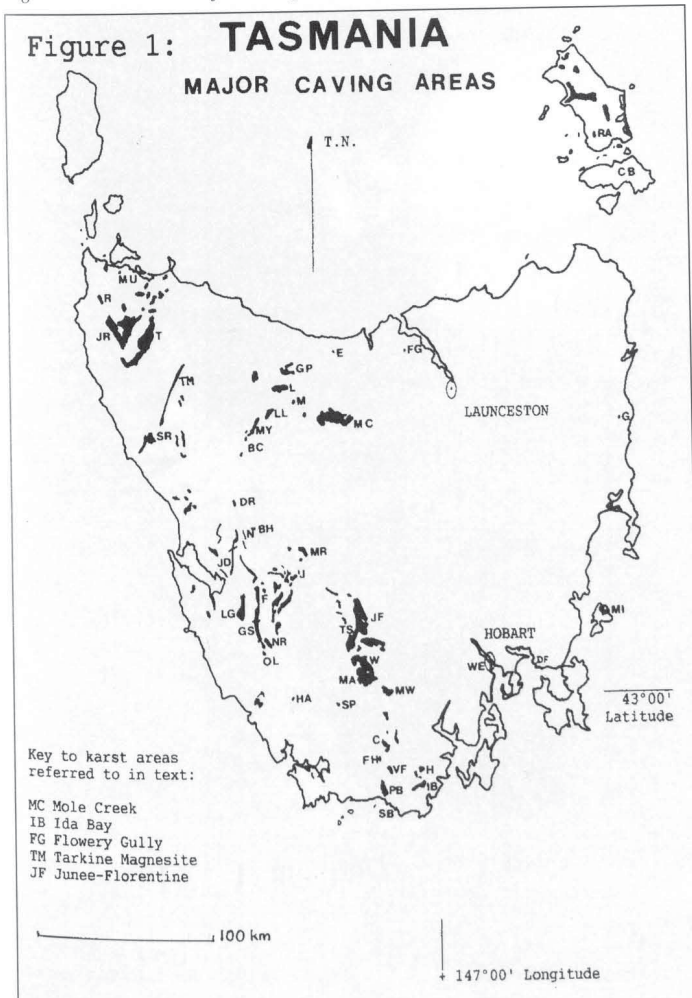 Figure 1:
TASMANIA
MAJOR CAVING AREAS
T.N.
RA
CB
MU
R
JR
T
E
FG
GP
TM
L
M
LL
MC
LAUNCESTON
MY
G
SR
BC
DR
BH
N
MR
JD
U
F
LG
JF
MI
GS
TS
HOBART
NR
W
WE
DF
OL
MA
MW
43°00'
Latitude
HA
SP
C
FH
VF
H
IB
PB
SB
Key to karst areas
referred to in text:
MC Mole Creek
IB Ida Bay
FG Flowery Gully
TM Tarkine Magnesite
JF Junee-Florentine
100 km
+ 147°00' Longitude